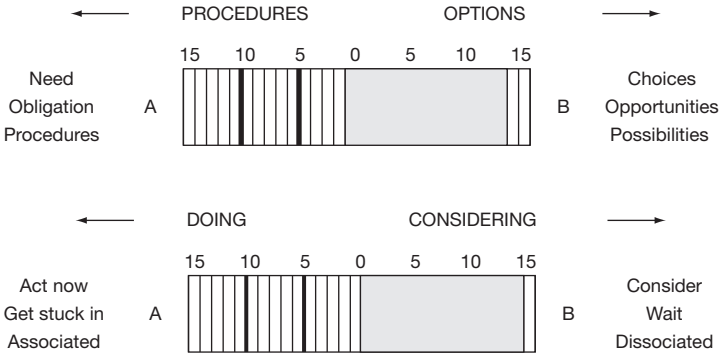 PROCEDURES OPTIONS
15 10 5 0 5 10 15
Need Choices
Obligation A B Opportunities
Procedures Possibilities
DOING CONSIDERING
15 10 5 0 5 10 15
Act now Consider
Get stuck in A B Wait
Associated Dissociated